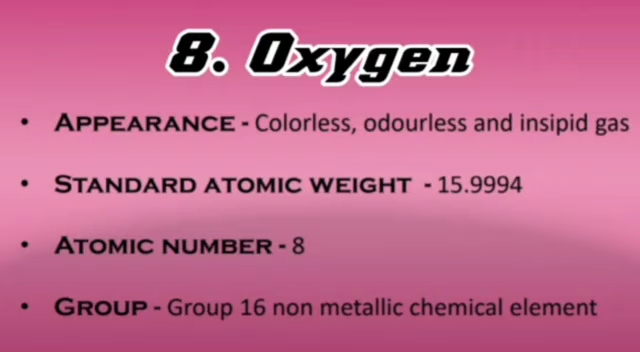 8. Oxygen
• APPEARANCE - Colorless, odourless and insipid gas
• STANDARD ATOMIC WEIGHT - 15.9994
• ATOMIC NUMBER - 8
• GROUP - Group 16 non metallic chemical element